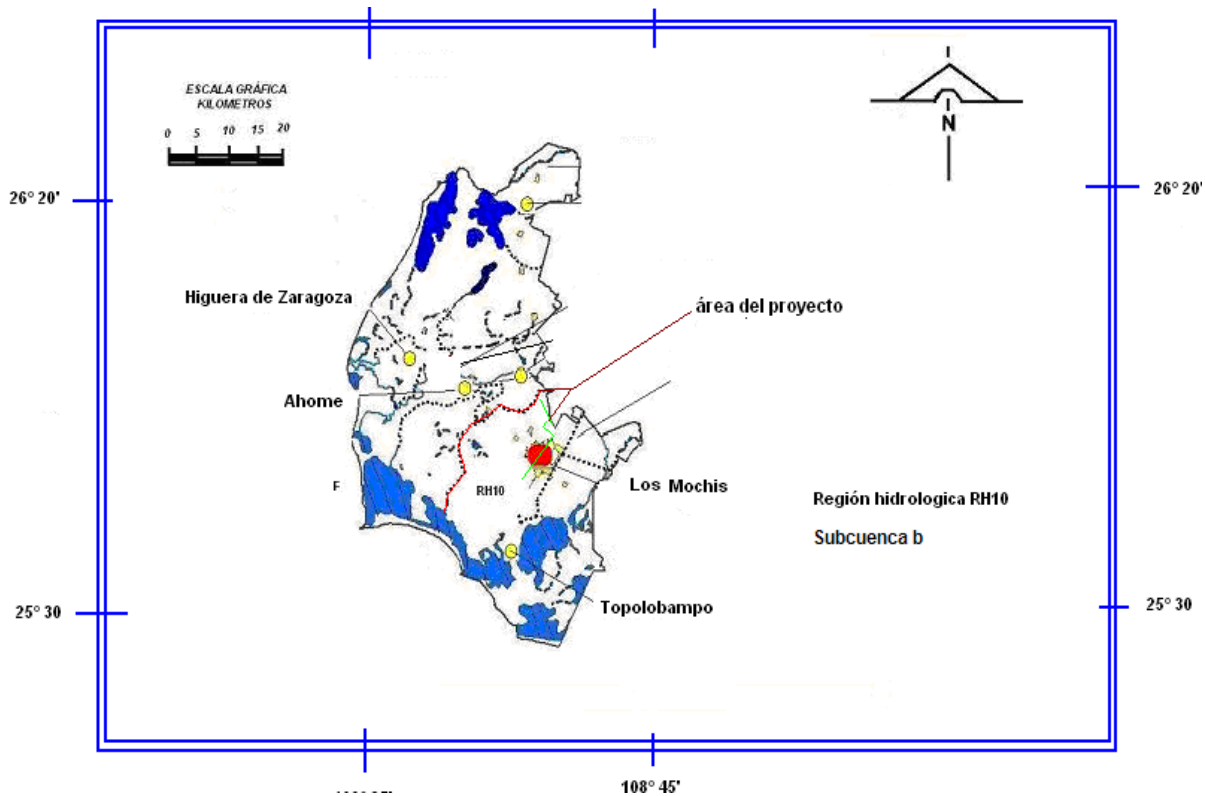 ESCALA GRÁFICA
KILOMETROS
0 5 10 15 20
N
26° 20'
26° 20'
Higuera de Zaragoza
área del proyecto
Ahome
F
RH10
Los Mochis
Región hidrologica RH10
Subcuenca b
Topolobampo
25° 30
25° 30
108° 45'